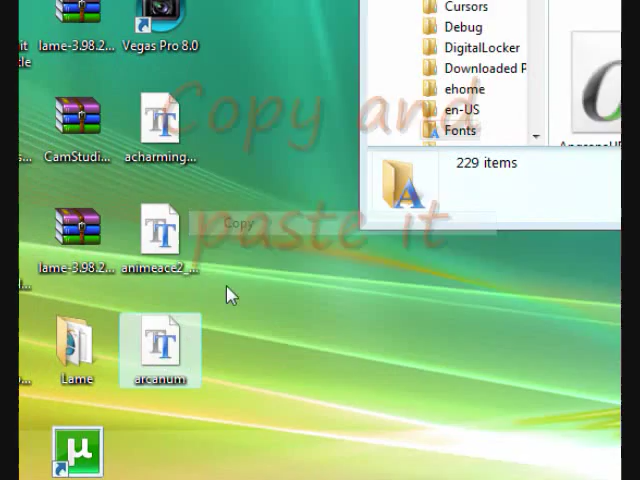 lame-3.98.2...
Vegas Pro 8.0
CamStudi...
acharming...
lame-3.98.2...
animeace2_...
Lame
arcanum
Cursors
Debug
DigitalLocker
Downloaded P
ehome
en-US
Fonts
229 items
Copy
Copy and
paste it